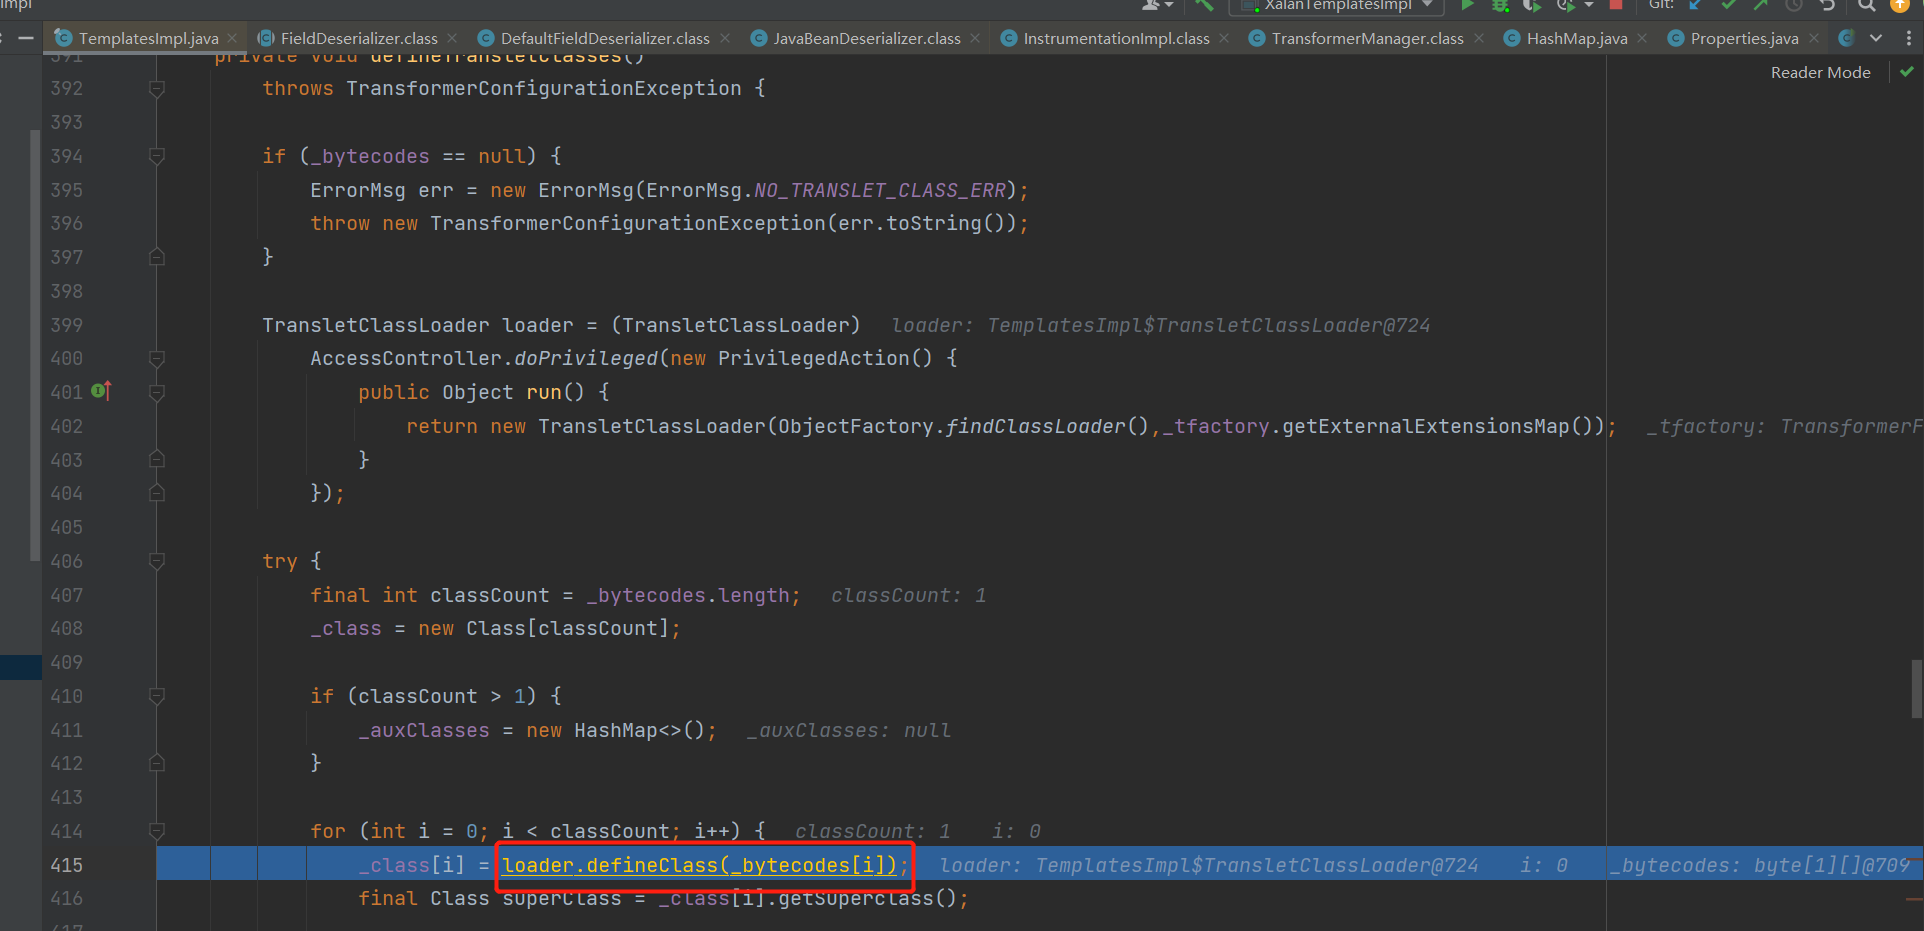 Impl
XalanTemplatesImpl Git:
TemplatesImpl.java FieldDeserializer.class DefaultFieldDeserializer.class JavaBeanDeserializer.class InstrumentationImpl.class TransformerManager.class HashMap.java Properties.java
Reader Mode
391 private void defineTransletClasses()
392 throws TransformerConfigurationException {
393
394 if (_bytecodes == null) {
395 ErrorMsg err = new ErrorMsg(ErrorMsg.NO_TRANSLET_CLASS_ERR);
396 throw new TransformerConfigurationException(err.toString());
397 }
398
399 TransletClassLoader loader = (TransletClassLoader) loader: TemplatesImpl$TransletClassLoader@724
400 AccessController.doPrivileged(new PrivilegedAction() {
401 public Object run() {
402 return new TransletClassLoader(ObjectFactory.findClassLoader(),_tfactory.getExternalExtensionsMap()); _tfactory: TransformerF
403 }
404 });
405
406 try {
407 final int classCount = _bytecodes.length; classCount: 1
408 _class = new Class[classCount];
409
410 if (classCount > 1) {
411 _auxClasses = new HashMap<>(); _auxClasses: null
412 }
413
414 for (int i = 0; i < classCount; i++) { classCount: 1 i: 0
415 _class[i] = loader.defineClass(_bytecodes[i]); loader: TemplatesImpl$TransletClassLoader@724 i: 0 _bytecodes: byte[1][]@709
416 final Class superClass = _class[i].getSuperclass();
417